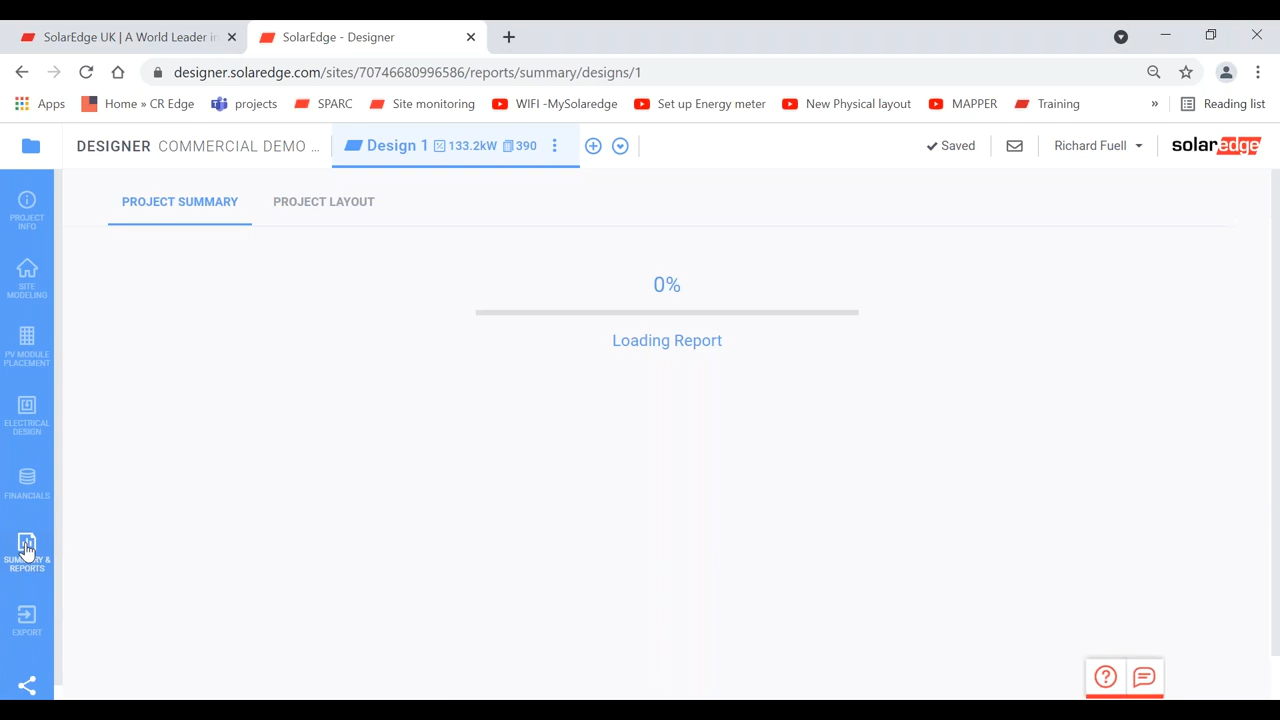 SolarEdge UK | A World Leader in
SolarEdge - Designer
designer.solaredge.com/sites/70746680996586/reports/summary/designs/1
Apps
Home » CR Edge
projects
SPARC
Site monitoring
WIFI -MySolaredge
Set up Energy meter
New Physical layout
MAPPER
Training
»
Reading list
DESIGNER COMMERCIAL DEMO ...
Design 1 133.2kW 390
Saved
Richard Fuell
solaredge
PROJECT INFO
SITE MODELING
PV MODULE PLACEMENT
ELECTRICAL DESIGN
FINANCIALS
REPORTS
EXPORT
PROJECT SUMMARY
PROJECT LAYOUT
0%
Loading Report